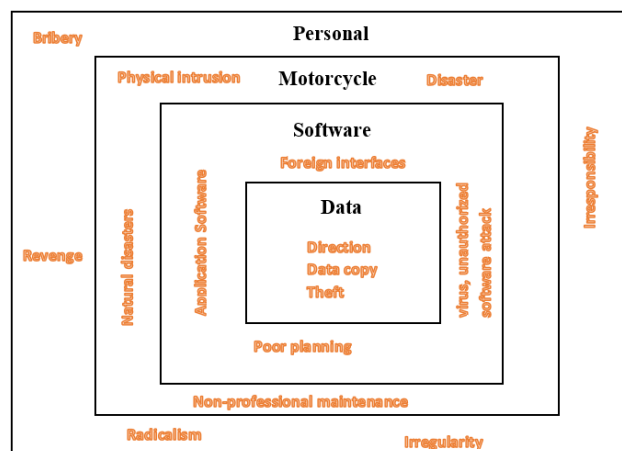 Personal
Bribery
Physical intrusion
Motorcycle
Disaster
Software
Foreign interfaces
Irresponsibility
Natural disasters
Application Software
Data
Direction
Data copy
Theft
virus, unauthorized
software attack
Revenge
Poor planning
Non-professional maintenance
Radicalism
Irregularity